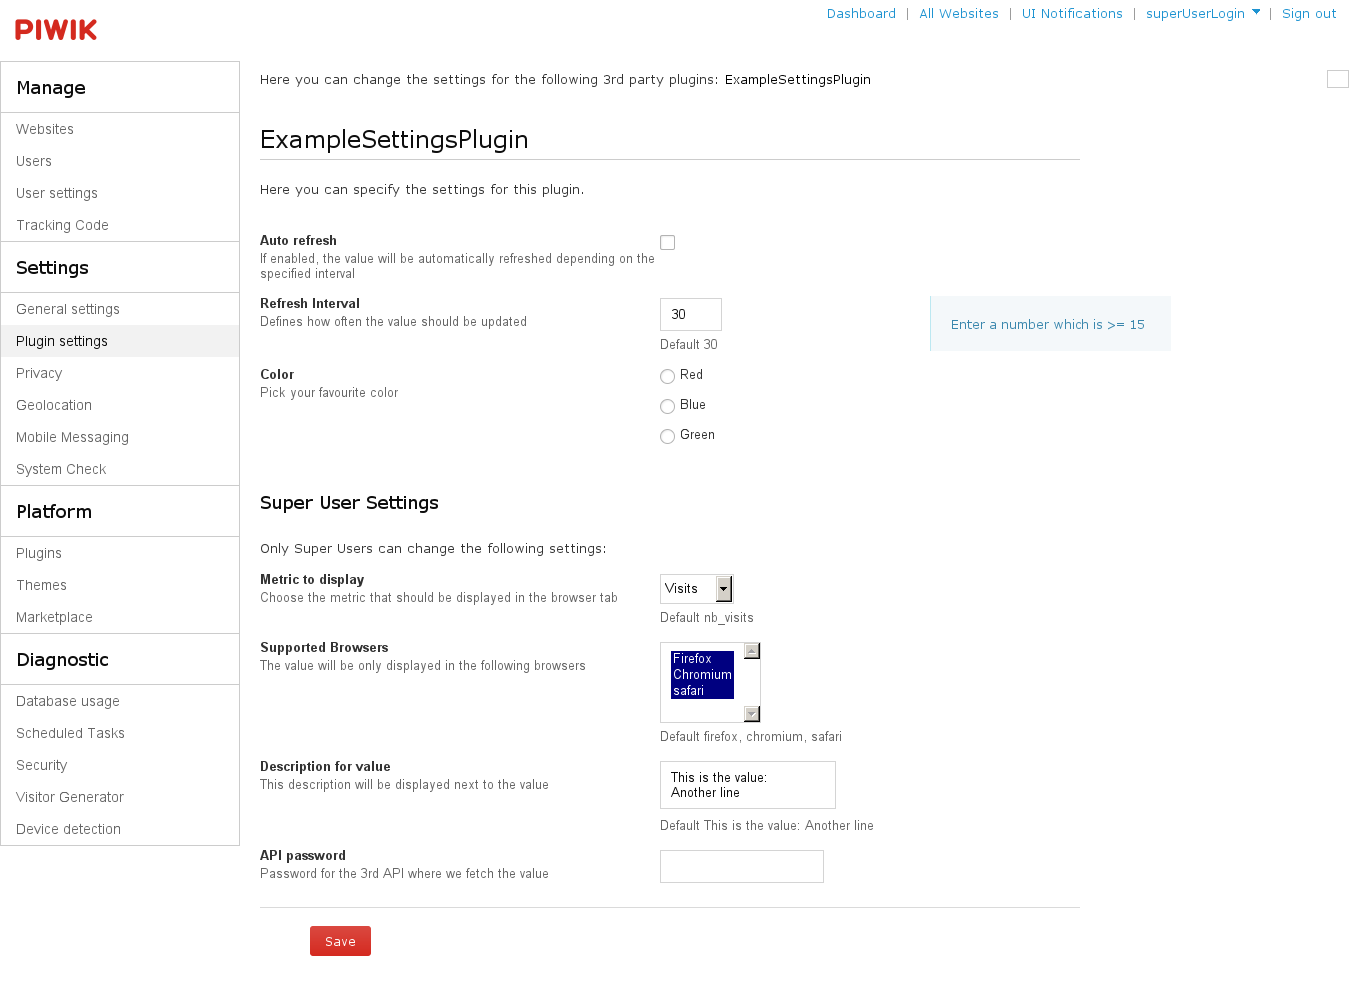 PIWIK
Dashboard | All Websites | UI Notifications | superUserLogin | Sign out
Manage
Websites
Users
User settings
Tracking Code
Settings
General settings
Plugin settings
Privacy
Geolocation
Mobile Messaging
System Check
Platform
Plugins
Themes
Marketplace
Diagnostic
Database usage
Scheduled Tasks
Security
Visitor Generator
Device detection
Here you can change the settings for the following 3rd party plugins: ExampleSettingsPlugin
ExampleSettingsPlugin
Here you can specify the settings for this plugin.
Auto refresh
If enabled, the value will be automatically refreshed depending on the
specified interval
Refresh Interval
Defines how often the value should be updated
30
Default 30
Enter a number which is >= 15
Color
Pick your favourite color
Red
Blue
Green
Super User Settings
Only Super Users can change the following settings:
Metric to display
Choose the metric that should be displayed in the browser tab
Visits
Default nb_visits
Supported Browsers
The value will be only displayed in the following browsers
Firefox
Chromium
safari
Default firefox, chromium, safari
Description for value
This description will be displayed next to the value
This is the value:
Another line
Default This is the value: Another line
API password
Password for the 3rd API where we fetch the value
Save